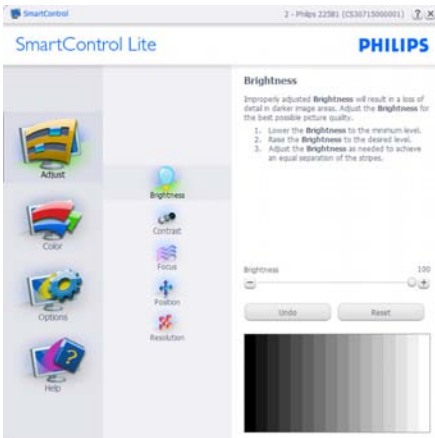 SmartControl
2 - Philips 225B1 (CS30715000001)
SmartControl Lite
PHILIPS
Adjust
Color
Options
Help
Brightness
Contrast
Focus
Position
Resolution
Brightness
Improperly adjusted Brightness will result in a loss of
detail in darker image areas. Adjust the Brightness for
the best possible picture quality.
1. Lower the Brightness to the minimum level.
2. Raise the Brightness to the desired level.
3. Adjust the Brightness as needed to achieve
an equal separation of the stripes.
Brightness 100
Undo
Reset